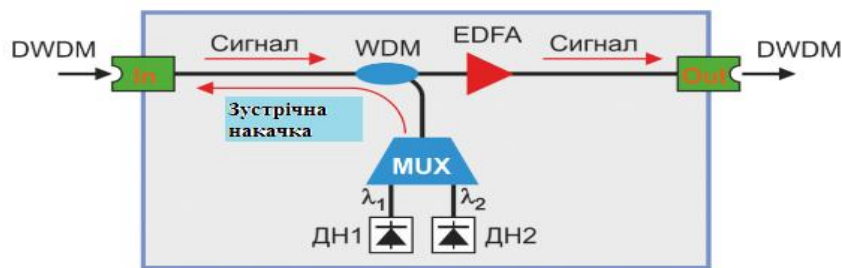 DWDM
Сигнал
WDM
EDFA
Сигнал
DWDM
In
Out
Зустрічна
накачка
MUX
λ1
λ2
ДН1
ДН2